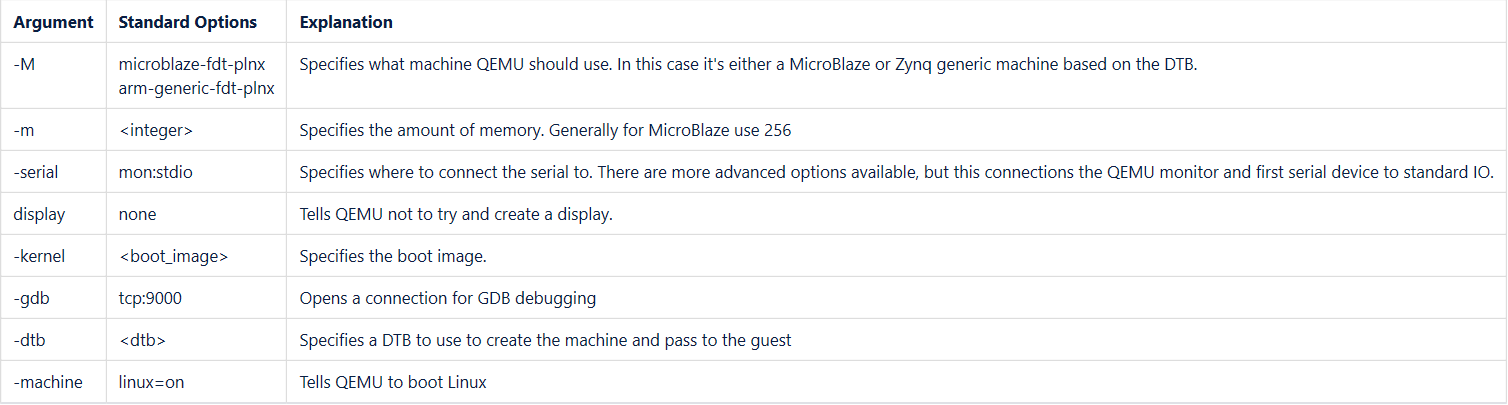 Argument Standard Options Explanation
-M microblaze-fdt-plnx Specifies what machine QEMU should use. In this case it's either a MicroBlaze or Zynq generic machine based on the DTB.
arm-generic-fdt-plnx
-m <integer> Specifies the amount of memory. Generally for MicroBlaze use 256
-serial mon:stdio Specifies where to connect the serial to. There are more advanced options available, but this connections the QEMU monitor and first serial device to standard IO.
display none Tells QEMU not to try and create a display.
-kernel <boot_image> Specifies the boot image.
-gdb tcp:9000 Opens a connection for GDB debugging
-dtb <dtb> Specifies a DTB to use to create the machine and pass to the guest
-machine linux=on Tells QEMU to boot Linux